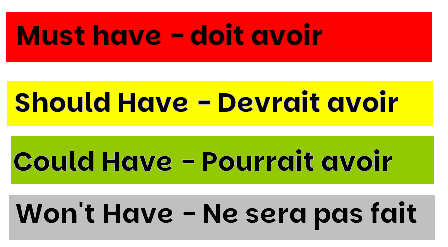 Must have - doit avoir
Should Have - Devrait avoir
Could Have - Pourrait avoir
Won't Have - Ne sera pas fait